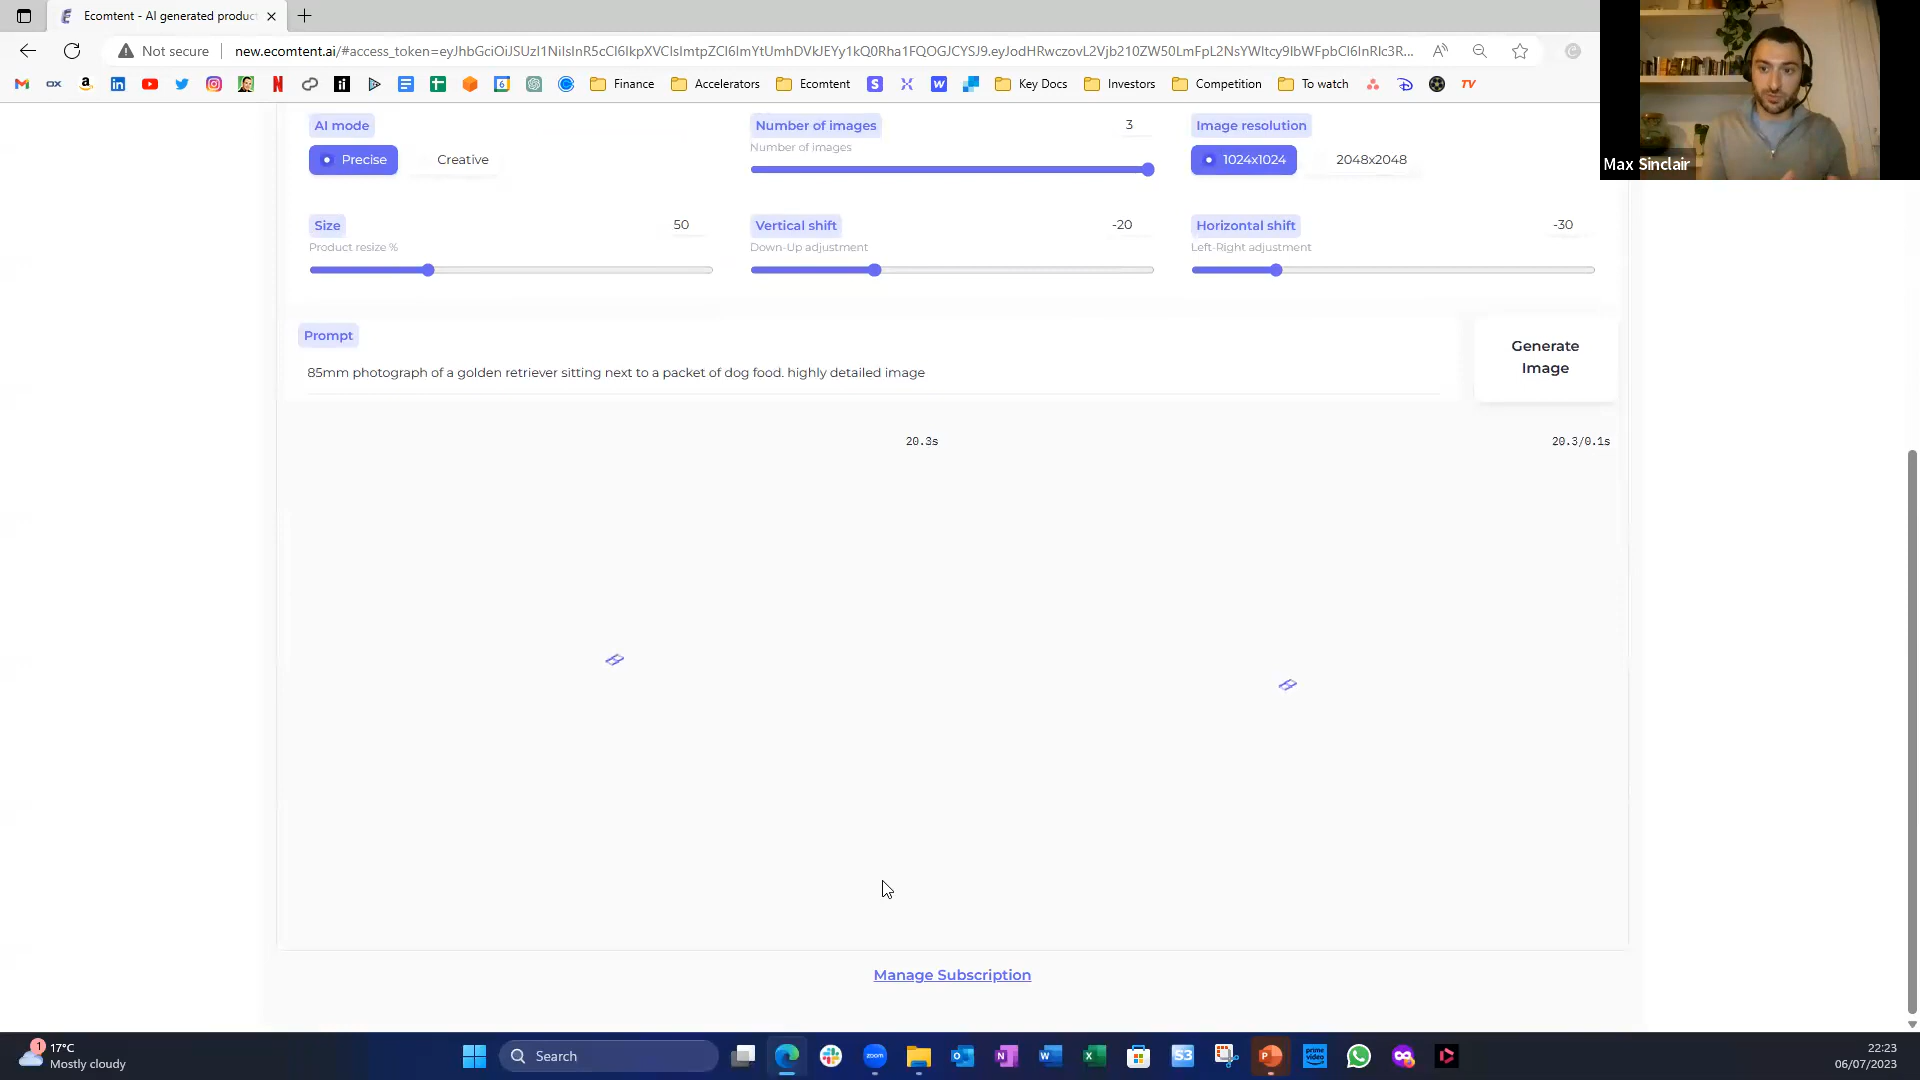 Ecomtent - AI generated produc
Not secure
new.ecomtent.ai/#access_token=eyJhbGciOiJSUzI1NiIsInR5cCI6IkpXVCIsImtpZCI6ImYtUmhDVkJEYy1kQ0Rha1FQOGJCYSJ9.eyJodHRwczovL2Vjb210ZW50LmFpL2NsYWltcy9IbWFpbCI6InRlc3R...
Finance
Accelerators
Ecomtent
Key Docs
Investors
Competition
To watch
TV
Max Sinclair
AI mode
Precise
Creative
Number of images
3
Number of images
Image resolution
1024x1024
2048x2048
Size
50
Product resize %
Vertical shift
-20
Down-Up adjustment
Horizontal shift
-30
Left-Right adjustment
Prompt
85mm photograph of a golden retriever sitting next to a packet of dog food. highly detailed image
Generate
Image
20.3s
20.3/0.1s
Manage Subscription
1
17°C
Mostly cloudy
Search
22:23
06/07/2023